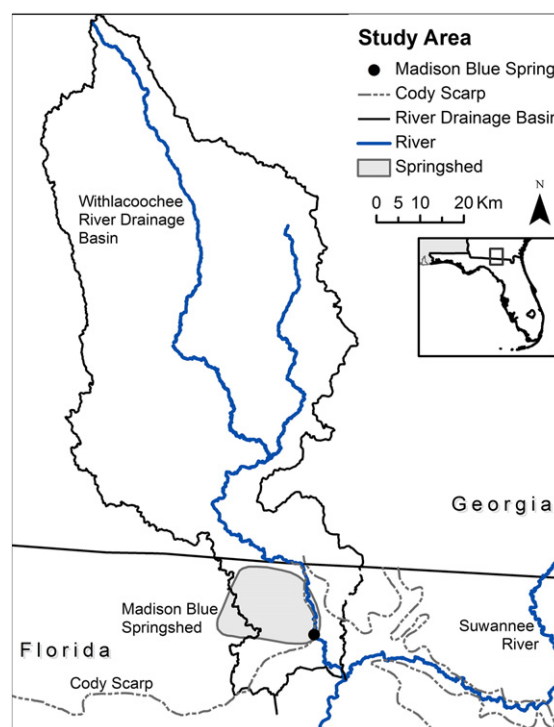 Study Area
Madison Blue Spring
Cody Scarp
River Drainage Basin
River
Springshed
0 5 10 20 Km
N
Withlacoochee
River Drainage
Basin
Georgia
Madison Blue
Springshed
Suwannee
River
Florida
Cody Scarp